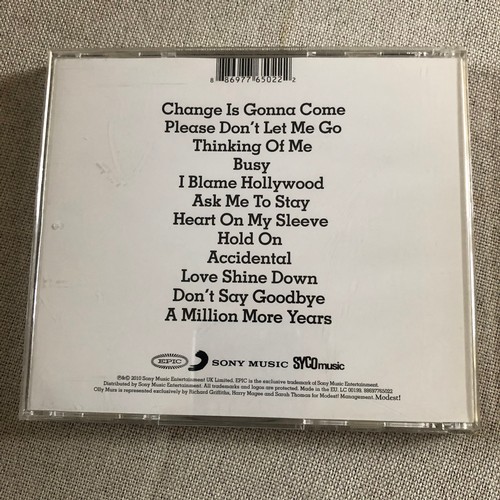 8 86977 65022 2
Change Is Gonna Come
Please Don't Let Me Go
Thinking Of Me
Busy
I Blame Hollywood
Ask Me To Stay
Heart On My Sleeve
Hold On
Accidental
Love Shine Down
Don't Say Goodbye
A Million More Years
EPIC SONY MUSIC SYCOmusic
℗&© 2010 Sony Music Entertainment UK Limited. EPIC is the exclusive trademark of Sony Music Entertainment.
Distributed by Sony Music Entertainment. All trademarks and logos are protected. Made in the EU. LC 00199. 88697765022
Olly Murs is represented exclusively by Richard Griffiths, Harry Magee and Sarah Thomas for Modest! Management. Modest!